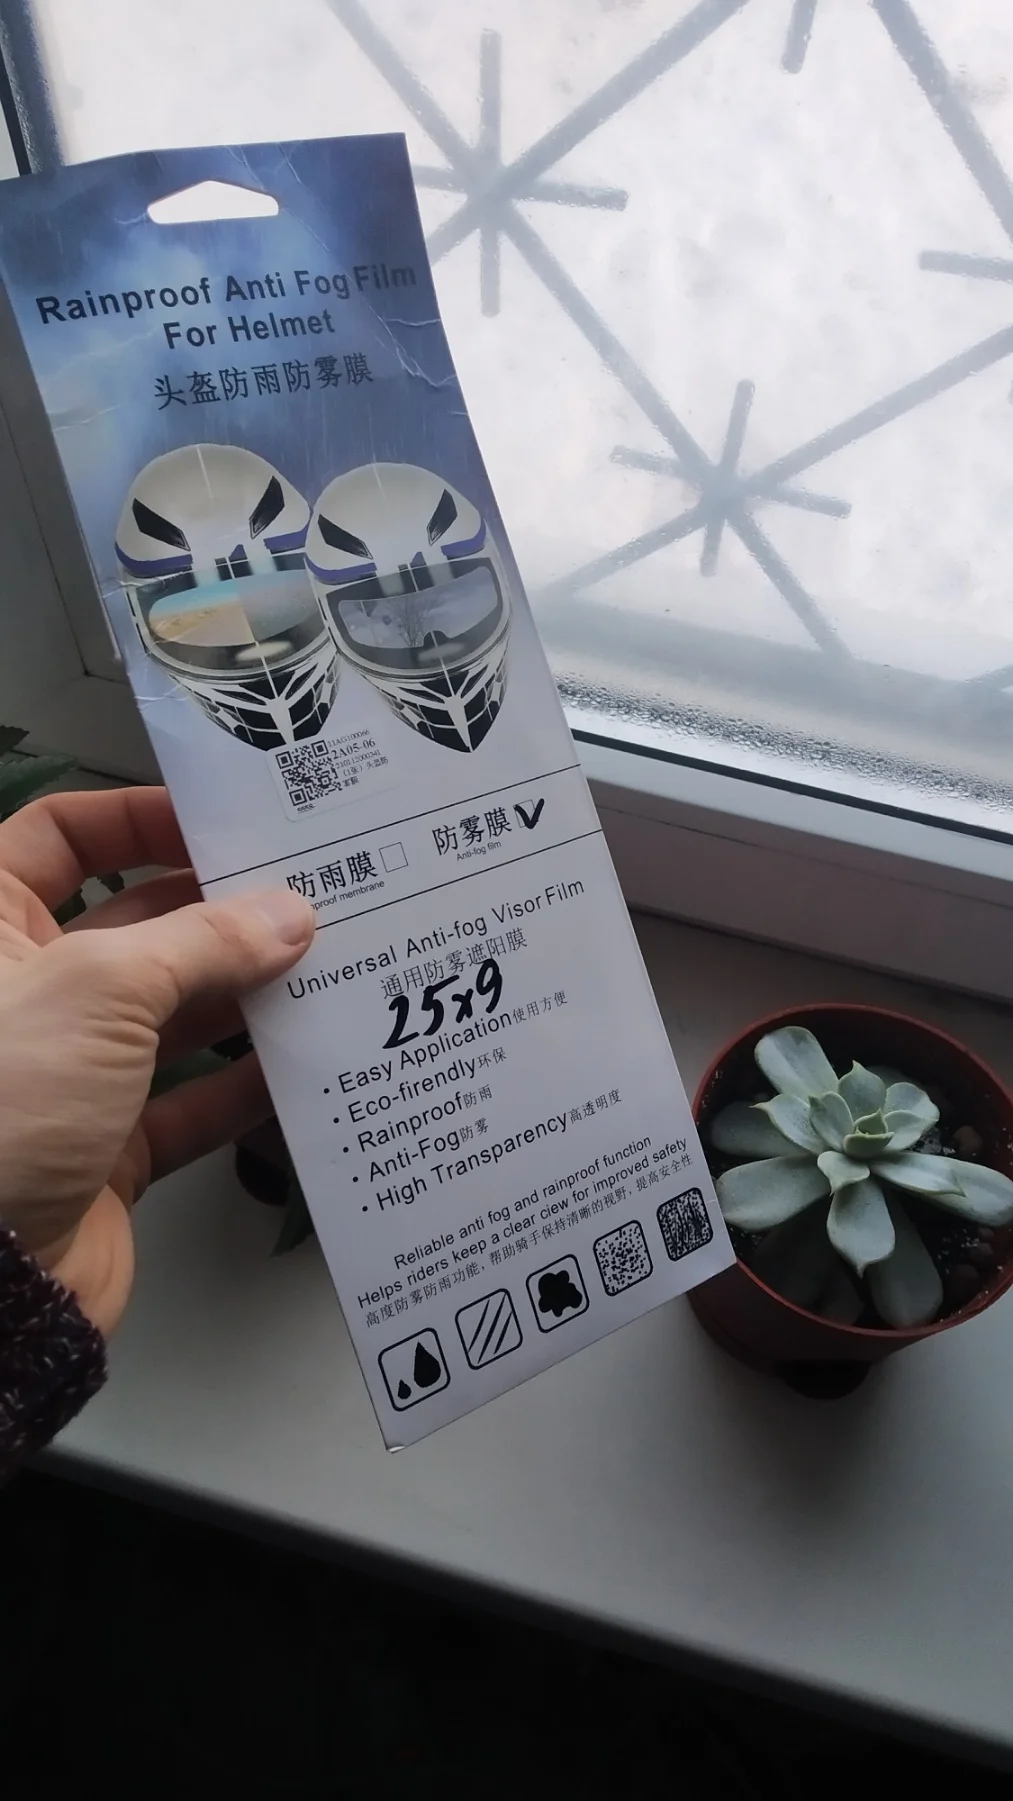 Rainproof Anti Fog Film
For Helmet
头盔防雨防雾膜
2A05-06
(1张) 头盔防
防雨膜 防雾膜
proof membrane Anti-fog film
Universal Anti-fog Visor Film
通用防雾遮阳膜
25x9
• Easy Application使用方便
• Eco-firendly环保
• Rainproof防雨
• Anti-Fog防雾
• High Transparency高透明度
Reliable anti fog and rainproof function
Helps riders keep a clear ciew for improved safety
高度防雾防雨功能，帮助骑手保持清晰的视野，提高安全性